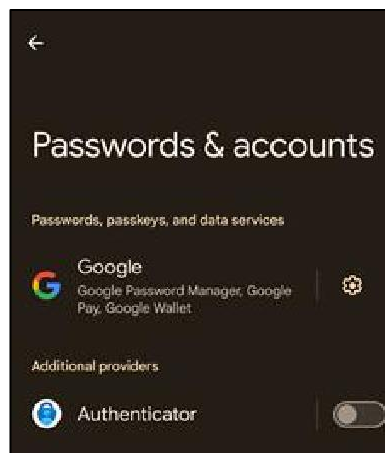 Passwords & accounts
Passwords, passkeys, and data services
Google
Google Password Manager, Google
Pay, Google Wallet
Additional providers
Authenticator